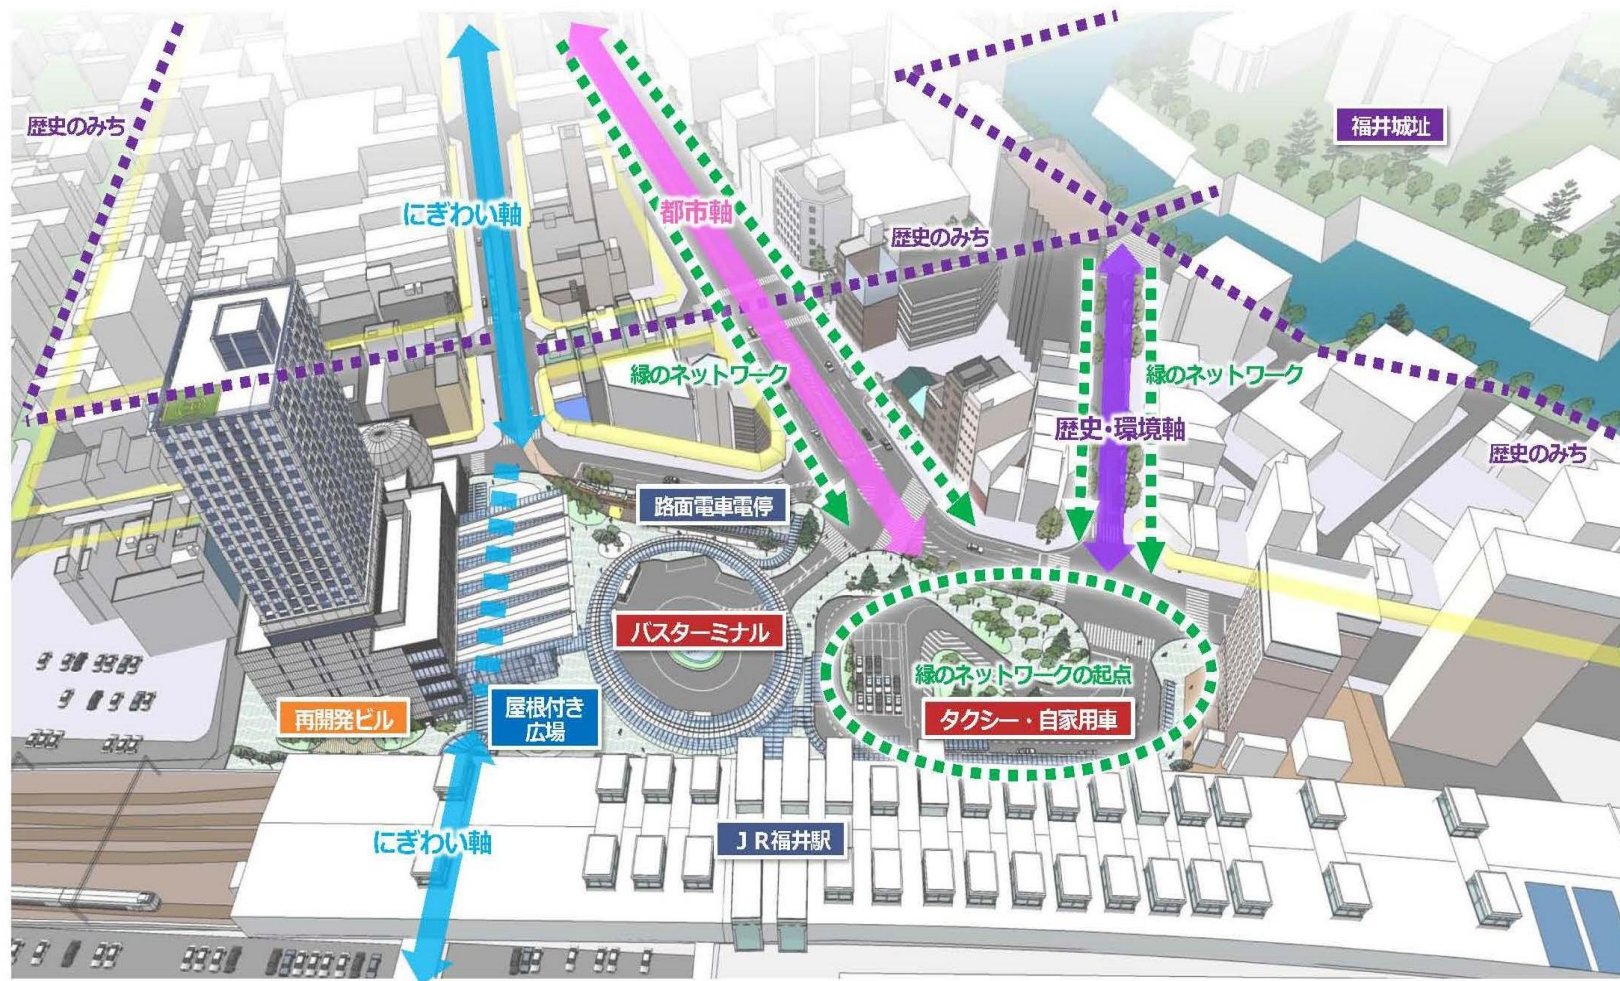 歴史のみち
福井城址
にぎわい軸
都市軸
歴史のみち
緑のネットワーク
緑のネットワーク
歴史・環境軸
歴史のみち
路面電車電停
バスターミナル
緑のネットワークの起点
再開発ビル
屋根付き
広場
タクシー・自家用車
にぎわい軸
JR福井駅